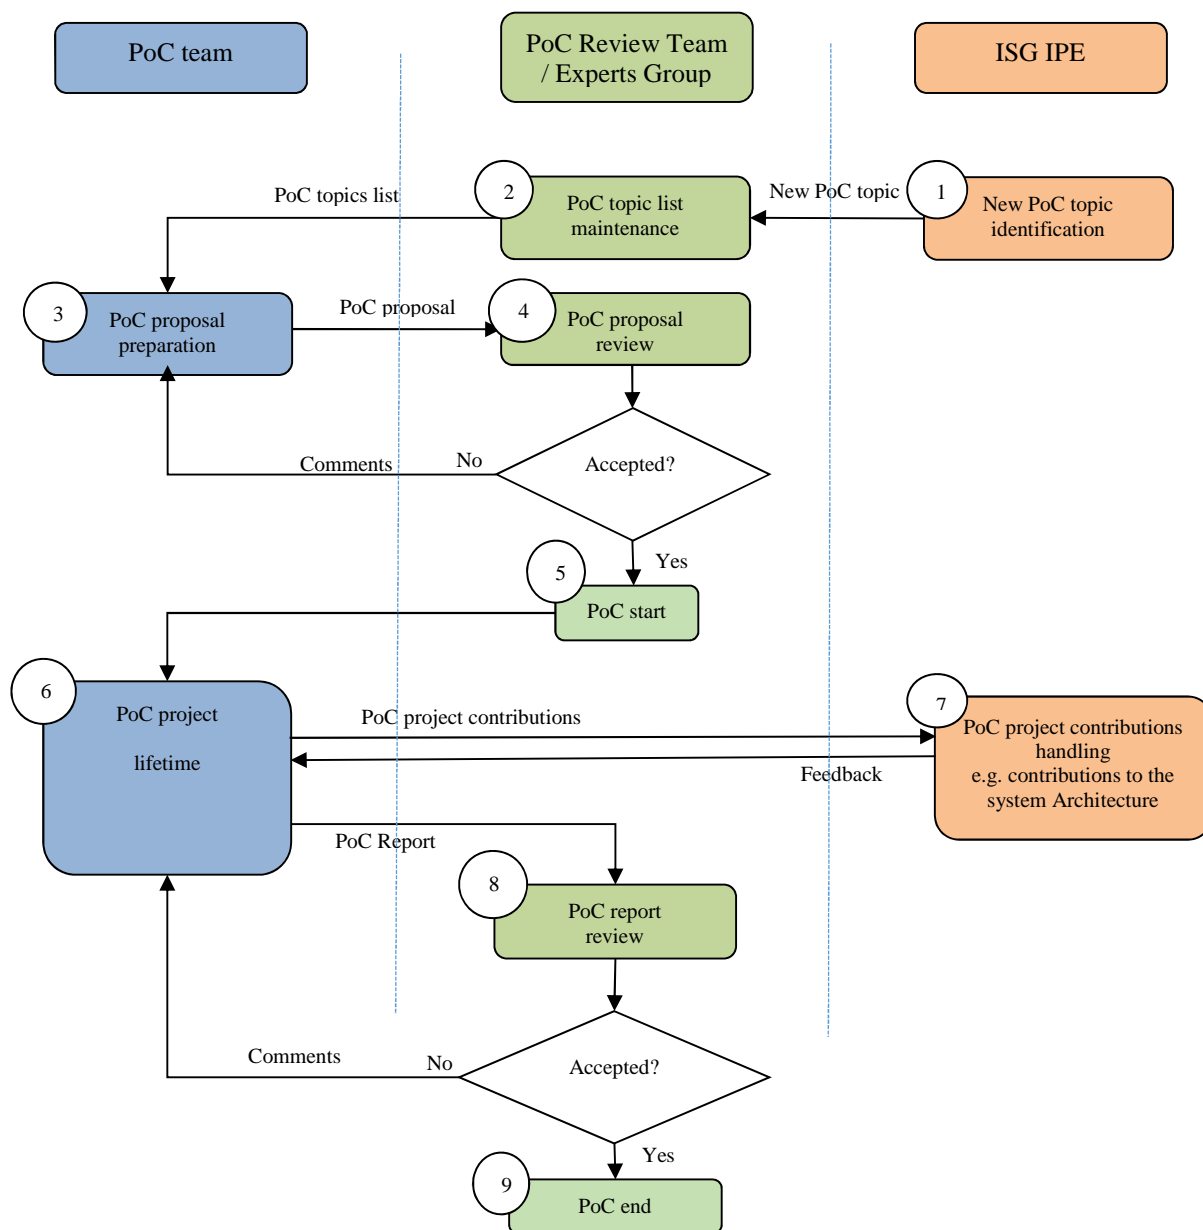 PoC team
PoC Review Team
/ Experts Group
ISG IPE
PoC topics list
2
PoC topic list
maintenance
New PoC topic
1
New PoC topic
identification
3
PoC proposal
preparation
PoC proposal
4
PoC proposal
review
Comments
No
Accepted?
Yes
5
PoC start
6
PoC project
lifetime
PoC project contributions
Feedback
7
PoC project contributions
handling
e.g. contributions to the
system Architecture
PoC Report
8
PoC report
review
Comments
No
Accepted?
Yes
9
PoC end